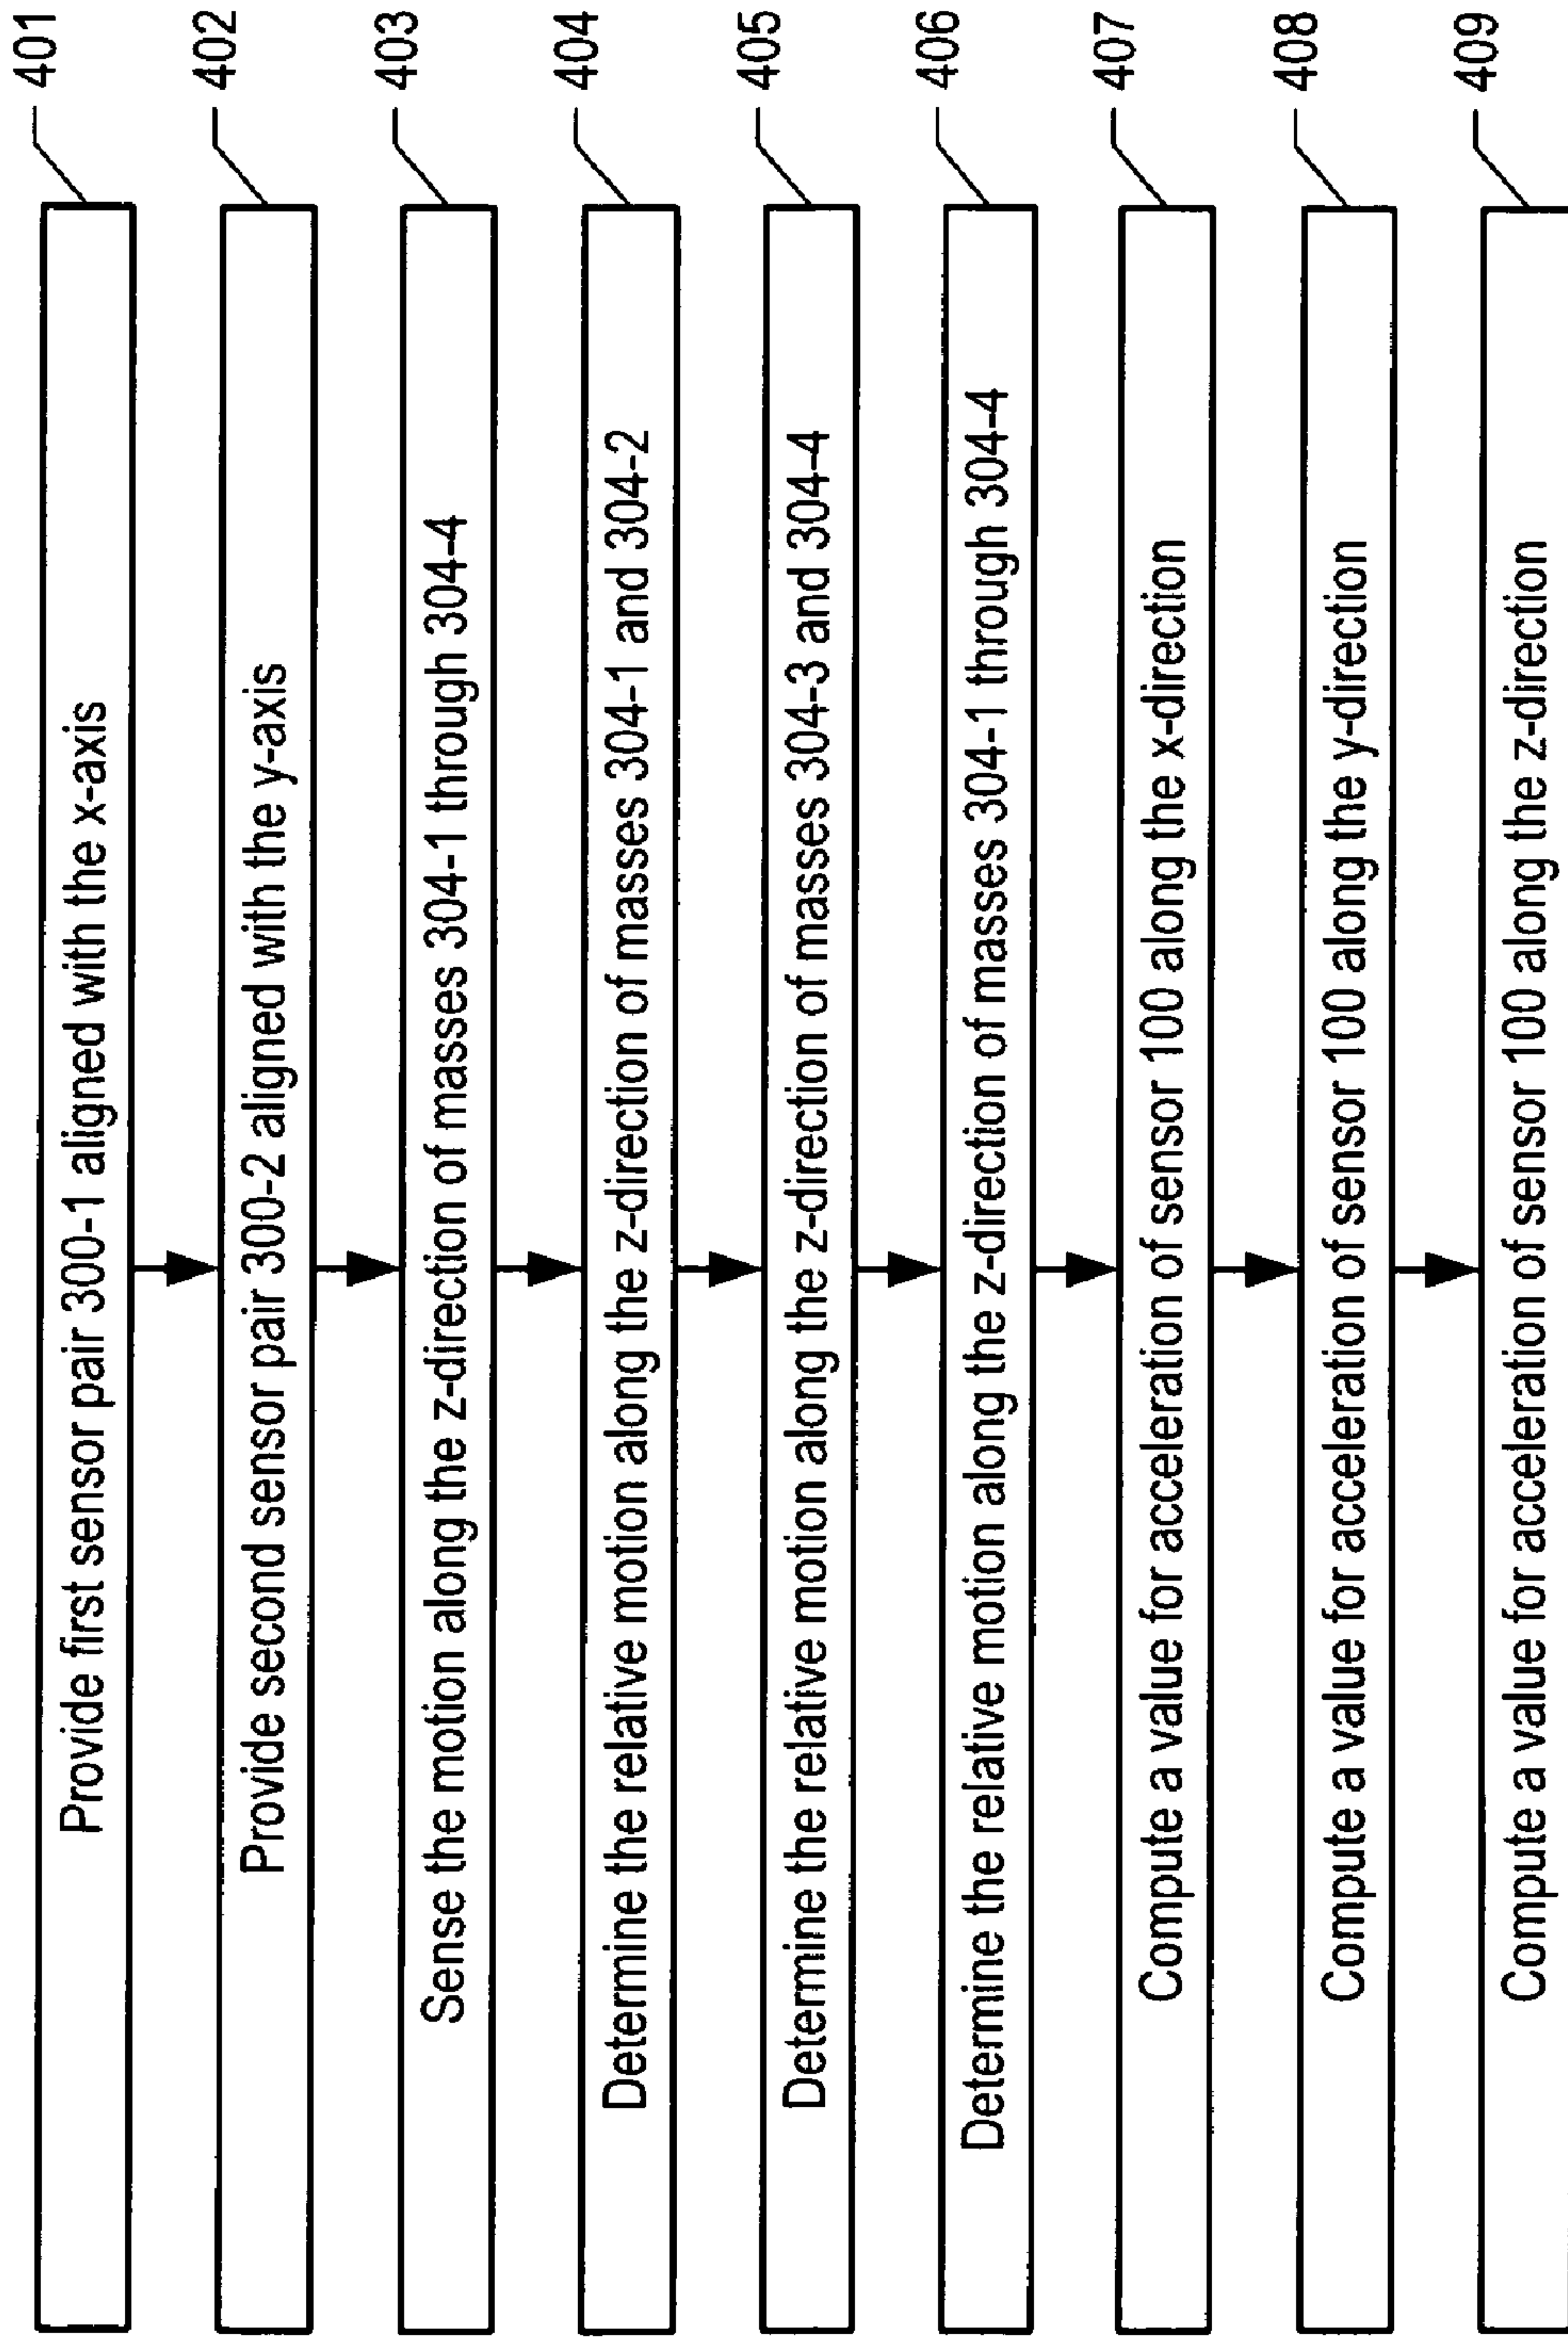 401
Provide first sensor pair 300-1 aligned with the x-axis
402
Provide second sensor pair 300-2 aligned with the y-axis
403
Sense the motion along the z-direction of masses 304-1 through 304-4
404
Determine the relative motion along the z-direction of masses 304-1 and 304-2
405
Determine the relative motion along the z-direction of masses 304-3 and 304-4
406
Determine the relative motion along the z-direction of masses 304-1 through 304-4
407
Compute a value for acceleration of sensor 100 along the x-direction
408
Compute a value for acceleration of sensor 100 along the y-direction
409
Compute a value for acceleration of sensor 100 along the z-direction